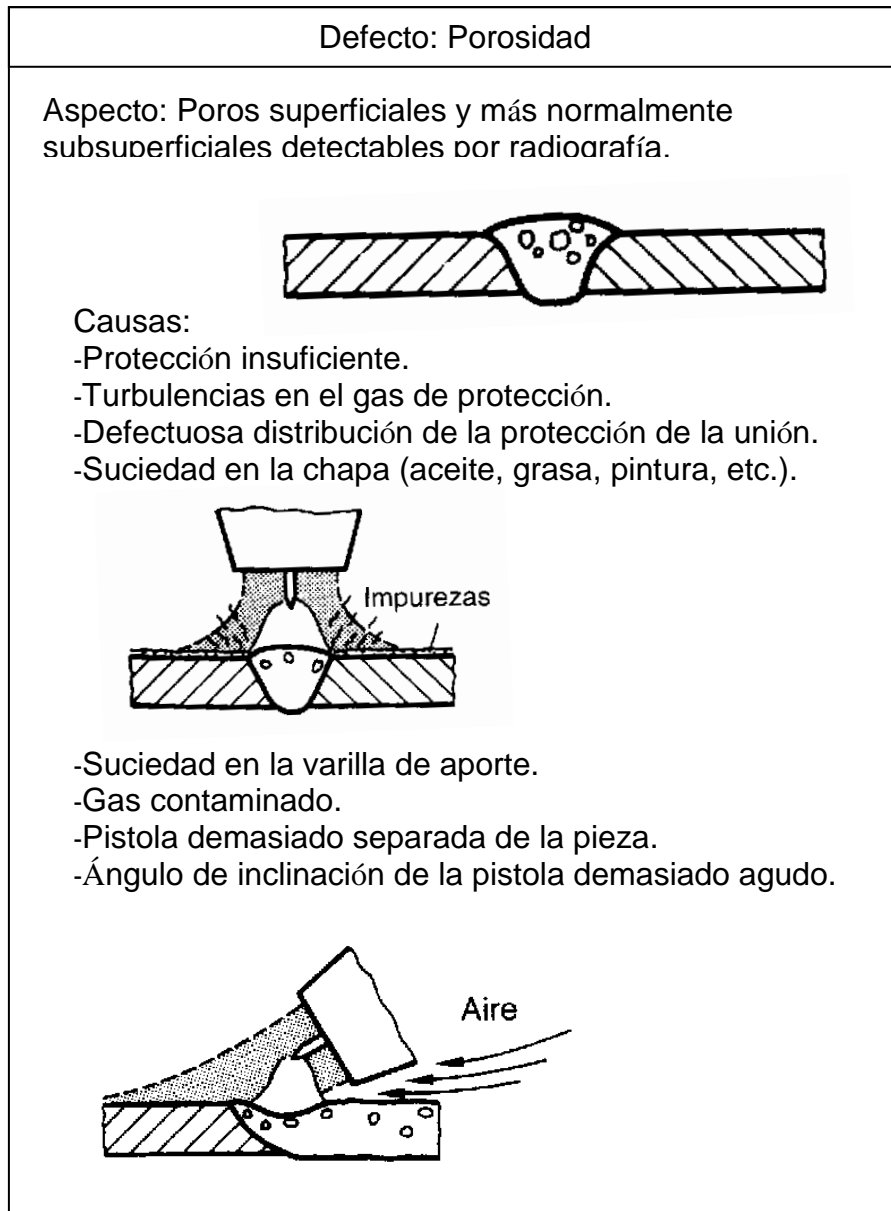 Defecto: Porosidad
Aspecto: Poros superficiales y más normalmente
subsuperficiales detectables por radiografía.
Causas:
-Protección insuficiente.
-Turbulencias en el gas de protección.
-Defectuosa distribución de la protección de la unión.
-Suciedad en la chapa (aceite, grasa, pintura, etc.).
Impurezas
-Suciedad en la varilla de aporte.
-Gas contaminado.
-Pistola demasiado separada de la pieza.
-Ángulo de inclinación de la pistola demasiado agudo.
Aire